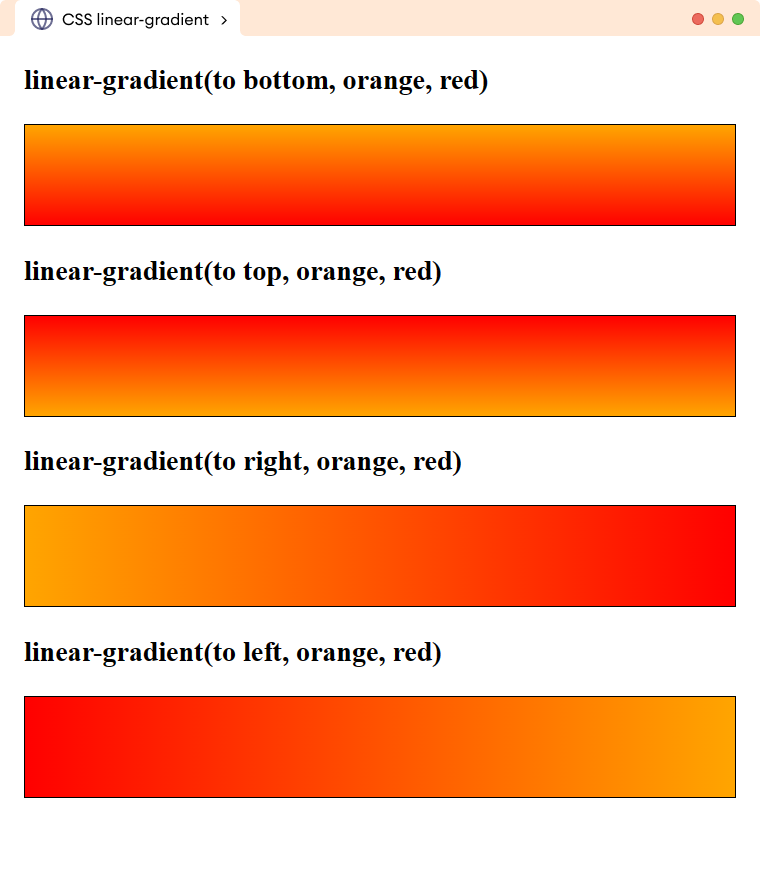 CSS linear-gradient
linear-gradient(to bottom, orange, red)
linear-gradient(to top, orange, red)
linear-gradient(to right, orange, red)
linear-gradient(to left, orange, red)